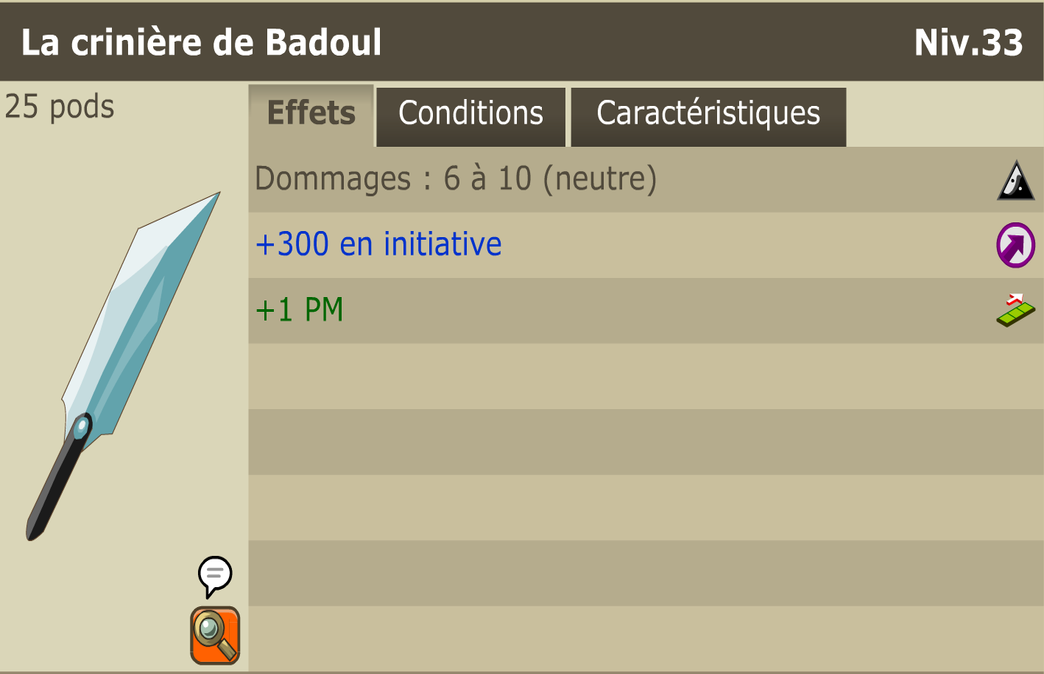 La crinière de Badoul
Niv.33
25 pods
Effets
Conditions
Caractéristiques
Dommages : 6 à 10 (neutre)
+300 en initiative
+1 PM